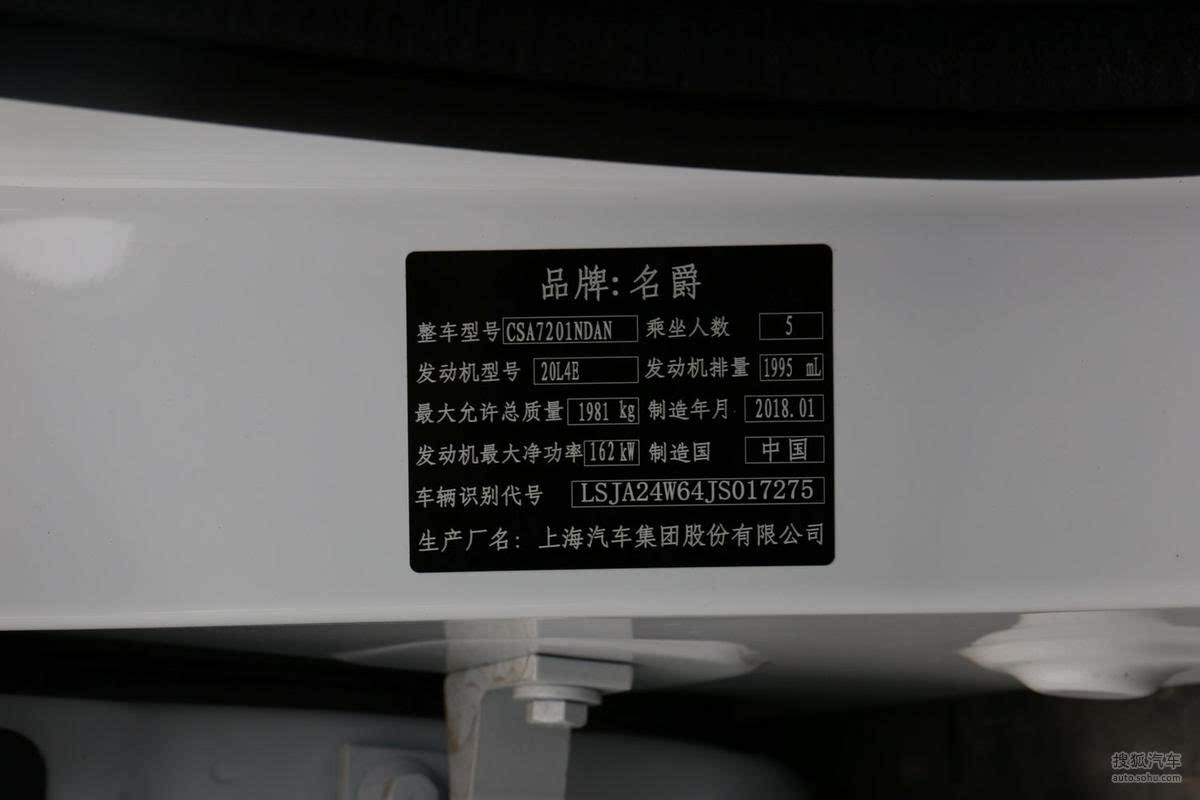 品牌:名爵
整车型号 CSA7201NDAN 乘坐人数 5
发动机型号 20L4E 发动机排量 1995 mL
最大允许总质量 1981 kg 制造年月 2018.01
发动机最大净功率 162 kW 制造国 中国
车辆识别代号 LSJA24W64JS017275
生产厂名: 上海汽车集团股份有限公司
搜狐汽车
auto.sohu.com